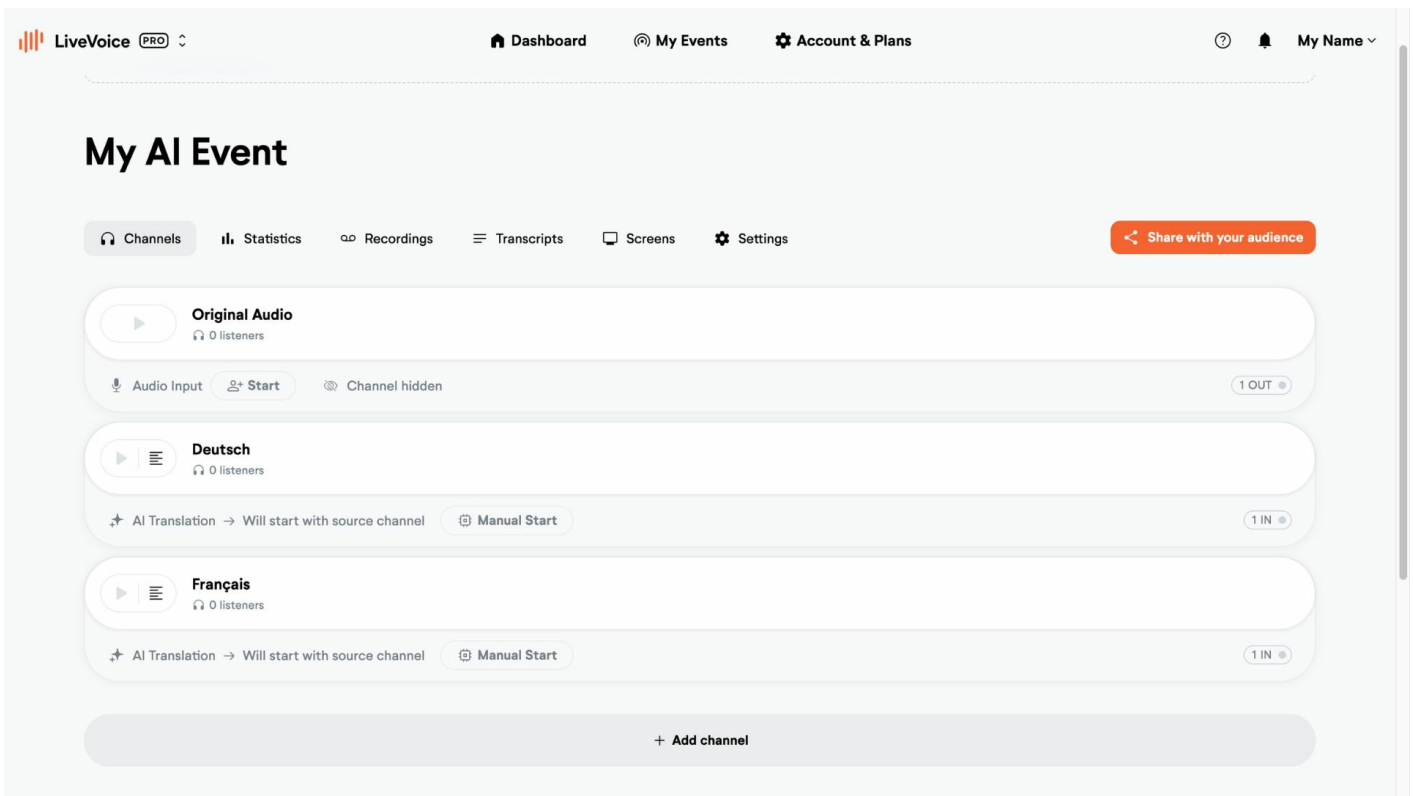 LiveVoice PRO
Dashboard
My Events
Account & Plans
My Name
My AI Event
Channels
Statistics
Recordings
Transcripts
Screens
Settings
Share with your audience
Original Audio
0 listeners
Audio Input
Start
Channel hidden
1 OUT
Deutsch
0 listeners
AI Translation → Will start with source channel
Manual Start
1 IN
Français
0 listeners
AI Translation → Will start with source channel
Manual Start
1 IN
+ Add channel